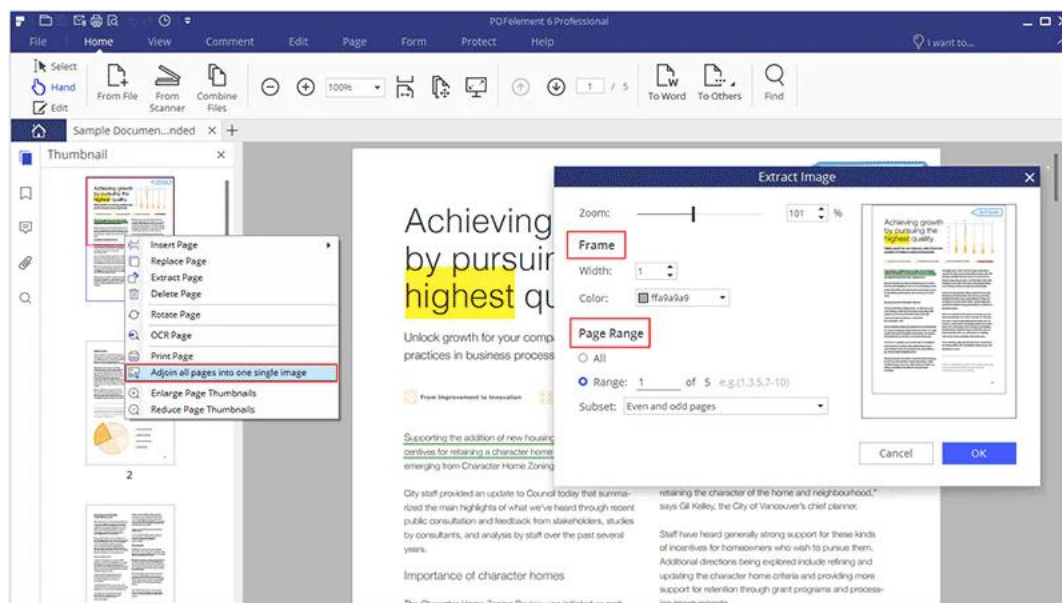 PDFelement 6 Professional
File Home View Comment Edit Page Form Protect Help I want to...
Select
Hand
Edit
From File
From Scanner
Combine Files
100%
1 / 5
To Word
To Others
Find
Sample Documen...nded
Thumbnail
Insert Page
Replace Page
Extract Page
Delete Page
Rotate Page
OCR Page
Print Page
Adjoin all pages into one single image
Enlarge Page Thumbnails
Reduce Page Thumbnails
2
Achieving
by pursuin
highest qu
Unlock growth for your comp
practices in business process
From Improvement to Innovation
Supporting the addition of new housing
centives for retaining a character home
emerging from Character Home Zoning
City staff provided an update to Council today that summa-
rized the main highlights of what we've heard through recent
public consultation and feedback from stakeholders, studies
by consultants, and analysis by staff over the past several
years.
Importance of character homes
Extract Image
Zoom: 101 %
Frame
Width: 1
Color: ffa9a9a9
Page Range
All
Range: 1 of 5 e.g.(1,3,5,7-10)
Subset: Even and odd pages
Cancel OK
Achieving growth
by pursuing the
highest quality.
retaining the character of the home and neighbourhood,"
says Gil Kelley, the City of Vancouver's chief planner.
Staff have heard generally strong support for these kinds
of incentives for homeowners who wish to pursue them.
Additional directions being explored include refining and
updating the character home criteria and providing more
support for retention through grant programs and process-